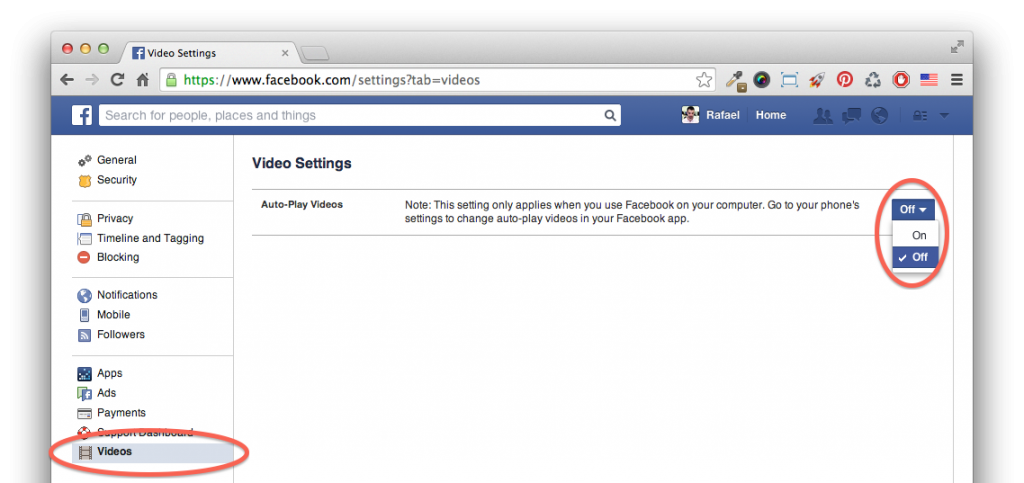 Video Settings
https://www.facebook.com/settings?tab=videos
Search for people, places and things
Rafael
Home
General
Security
Privacy
Timeline and Tagging
Blocking
Notifications
Mobile
Followers
Apps
Ads
Payments
Support Dashboard
Videos
Video Settings
Auto-Play Videos
Note: This setting only applies when you use Facebook on your computer. Go to your phone's
settings to change auto-play videos in your Facebook app.
Off
On
Off